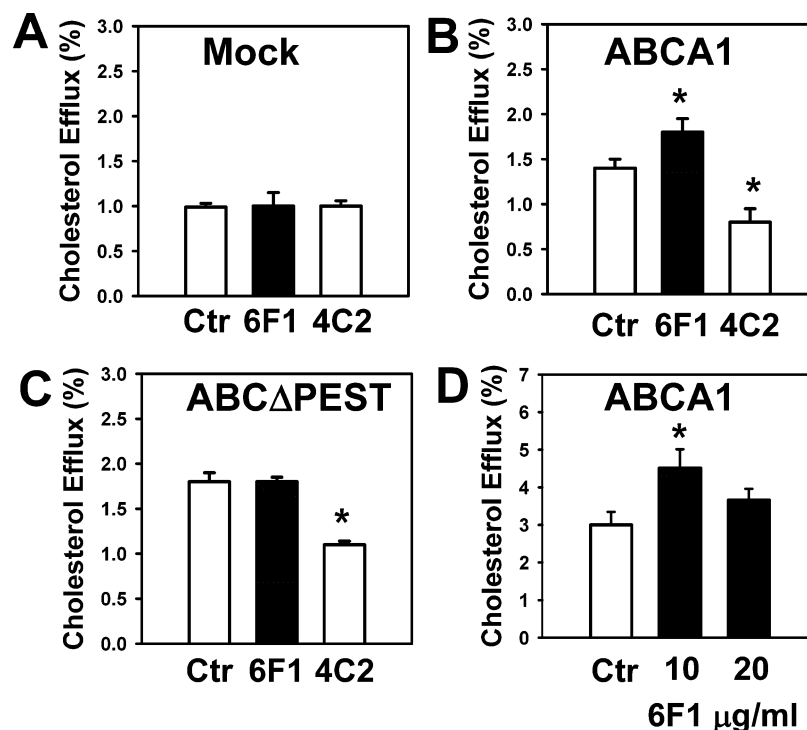 A
Mock
Cholesterol Efflux (%)
3.0
2.5
2.0
1.5
1.0
0.5
0.0
Ctr 6F1 4C2
B
ABCA1
Cholesterol Efflux (%)
3.0
2.5
2.0
1.5
1.0
0.5
0.0
*
*
Ctr 6F1 4C2
C
ABCΔPEST
Cholesterol Efflux (%)
3.0
2.5
2.0
1.5
1.0
0.5
0.0
*
Ctr 6F1 4C2
D
ABCA1
Cholesterol Efflux (%)
7
6
5
4
3
2
1
0
*
Ctr 10 20
6F1 μg/ml